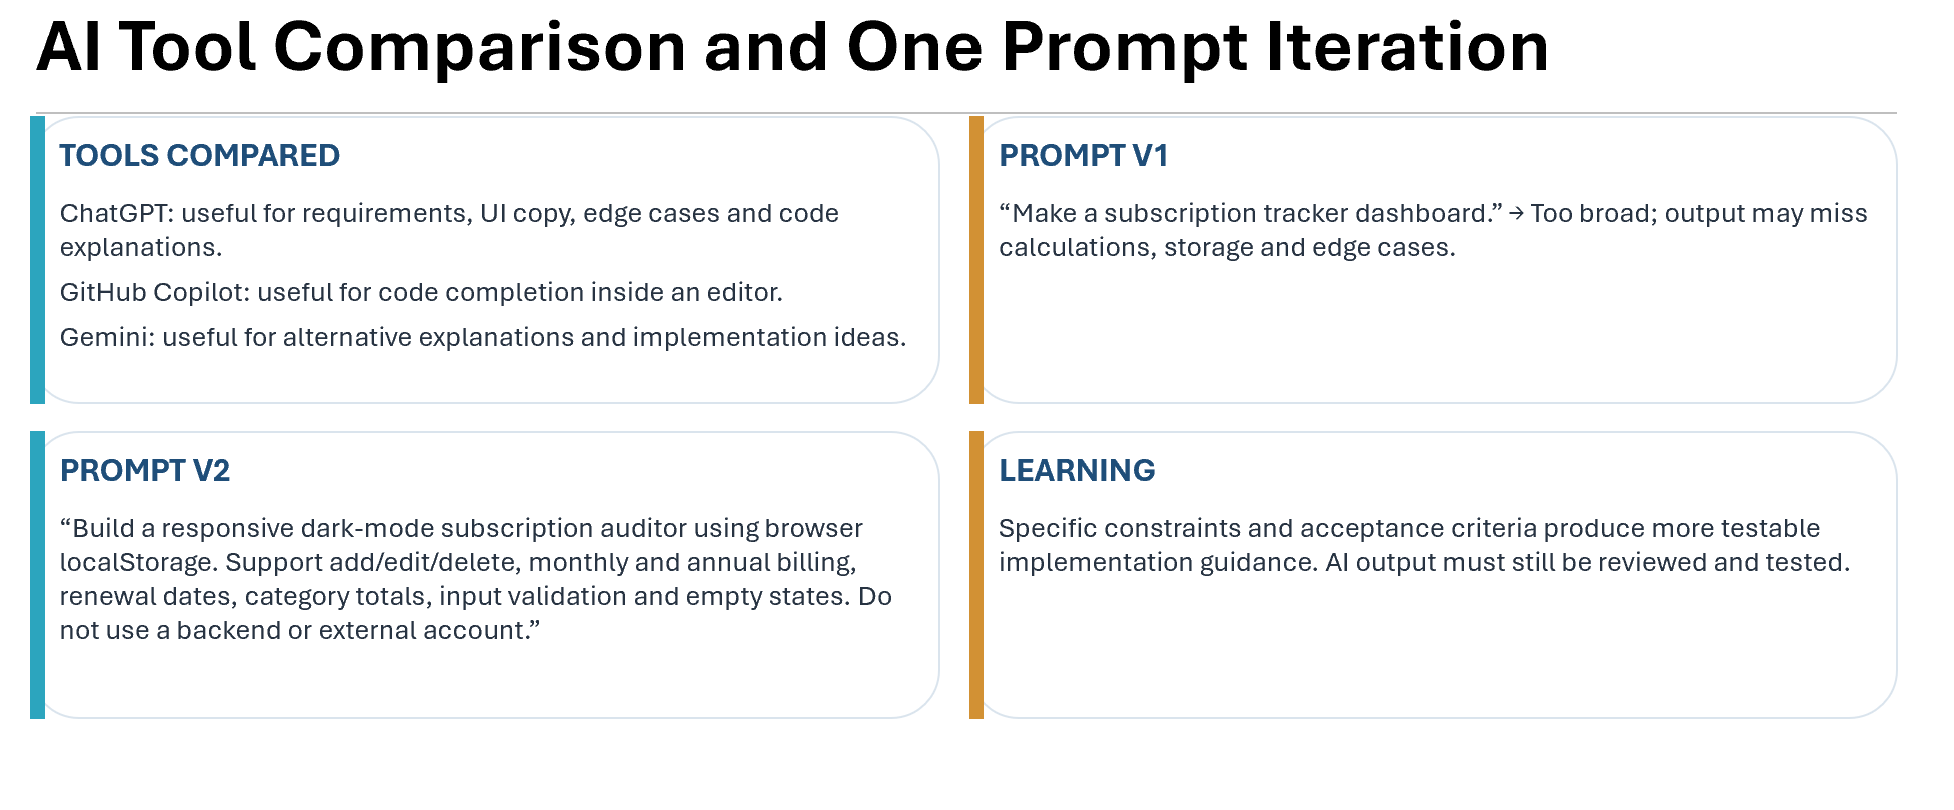 AI Tool Comparison and One Prompt Iteration
TOOLS COMPARED
ChatGPT: useful for requirements, UI copy, edge cases and code
explanations.
GitHub Copilot: useful for code completion inside an editor.
Gemini: useful for alternative explanations and implementation ideas.
PROMPT V1
“Make a subscription tracker dashboard.” → Too broad; output may miss
calculations, storage and edge cases.
PROMPT V2
“Build a responsive dark-mode subscription auditor using browser
localStorage. Support add/edit/delete, monthly and annual billing,
renewal dates, category totals, input validation and empty states. Do
not use a backend or external account.”
LEARNING
Specific constraints and acceptance criteria produce more testable
implementation guidance. AI output must still be reviewed and tested.